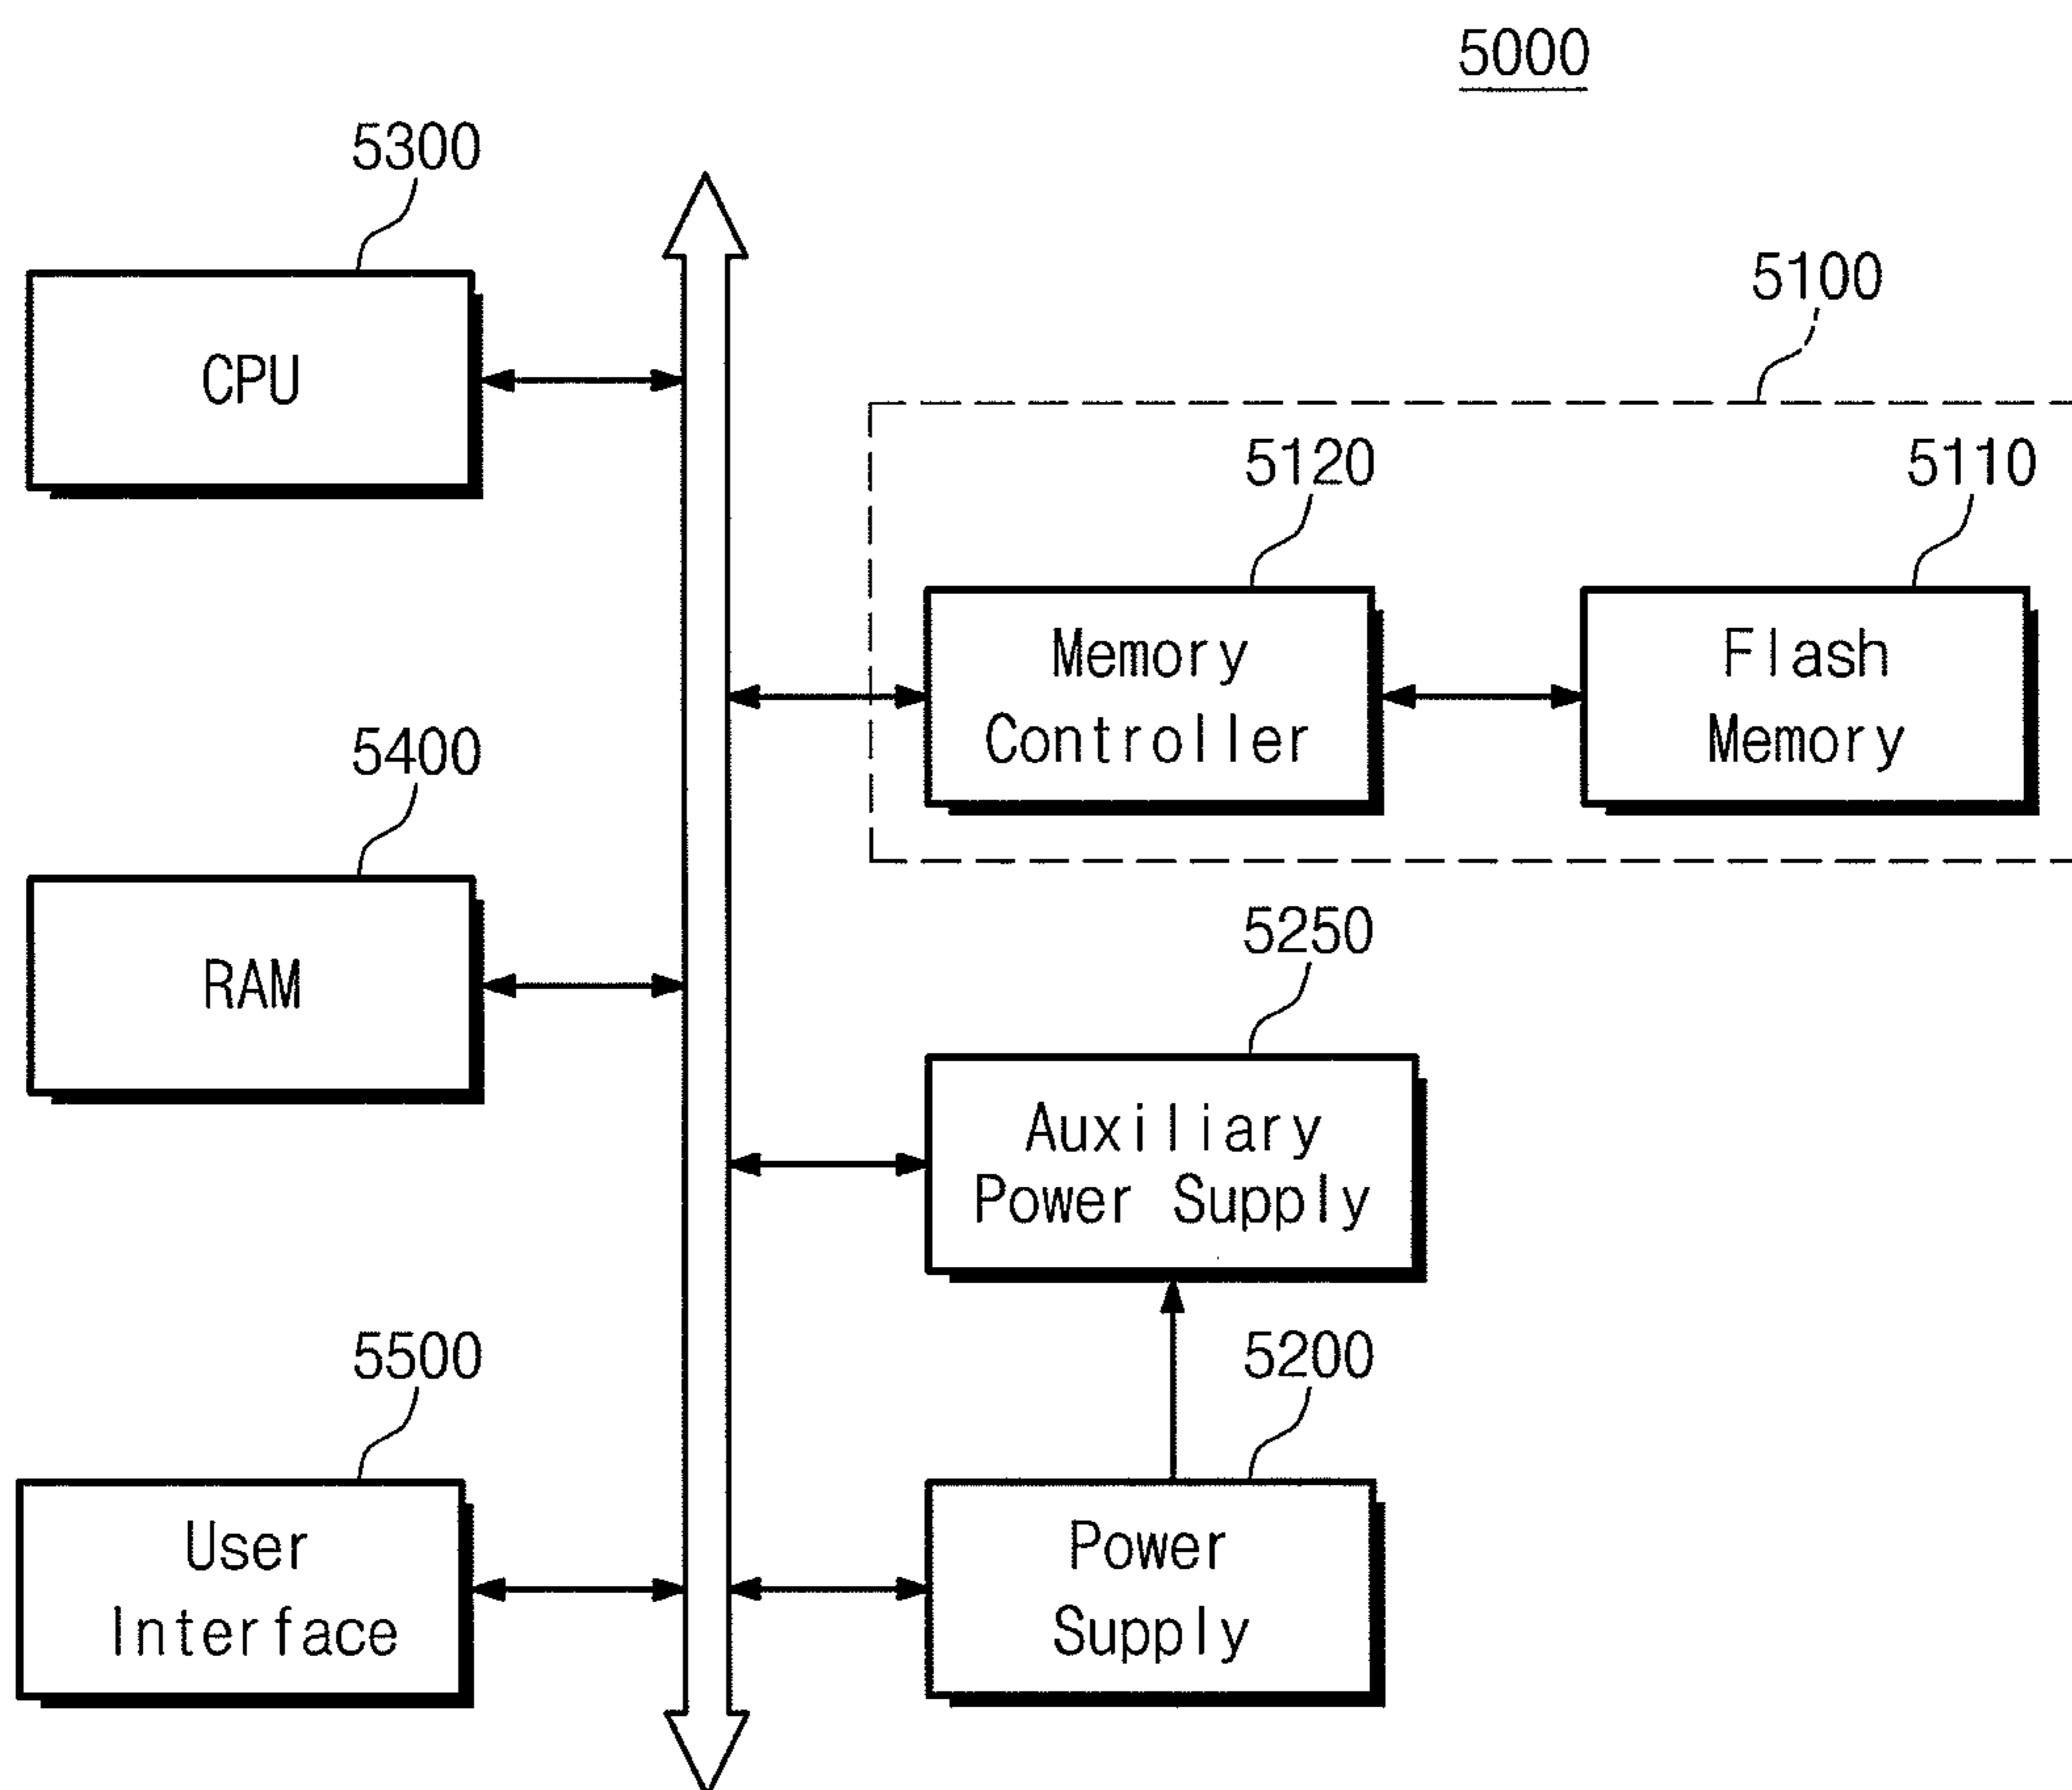 5000
5300
CPU
5100
5120
5110
Memory
Controller
Flash
Memory
5400
RAM
5250
Auxiliary
Power Supply
5500
User
Interface
5200
Power
Supply